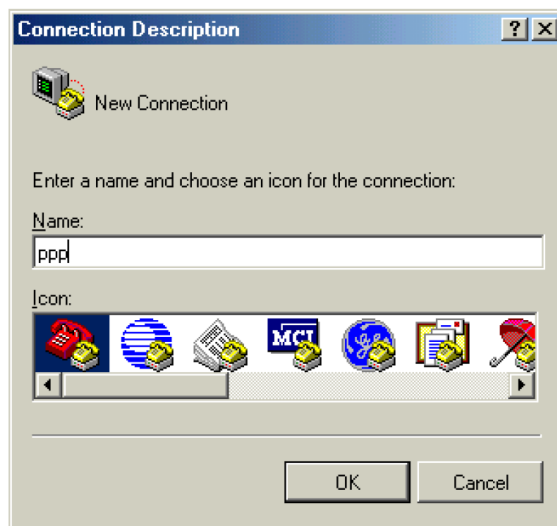 Connection Description
New Connection
Enter a name and choose an icon for the connection:
Name:
ppp
Icon:
MCI
OK Cancel